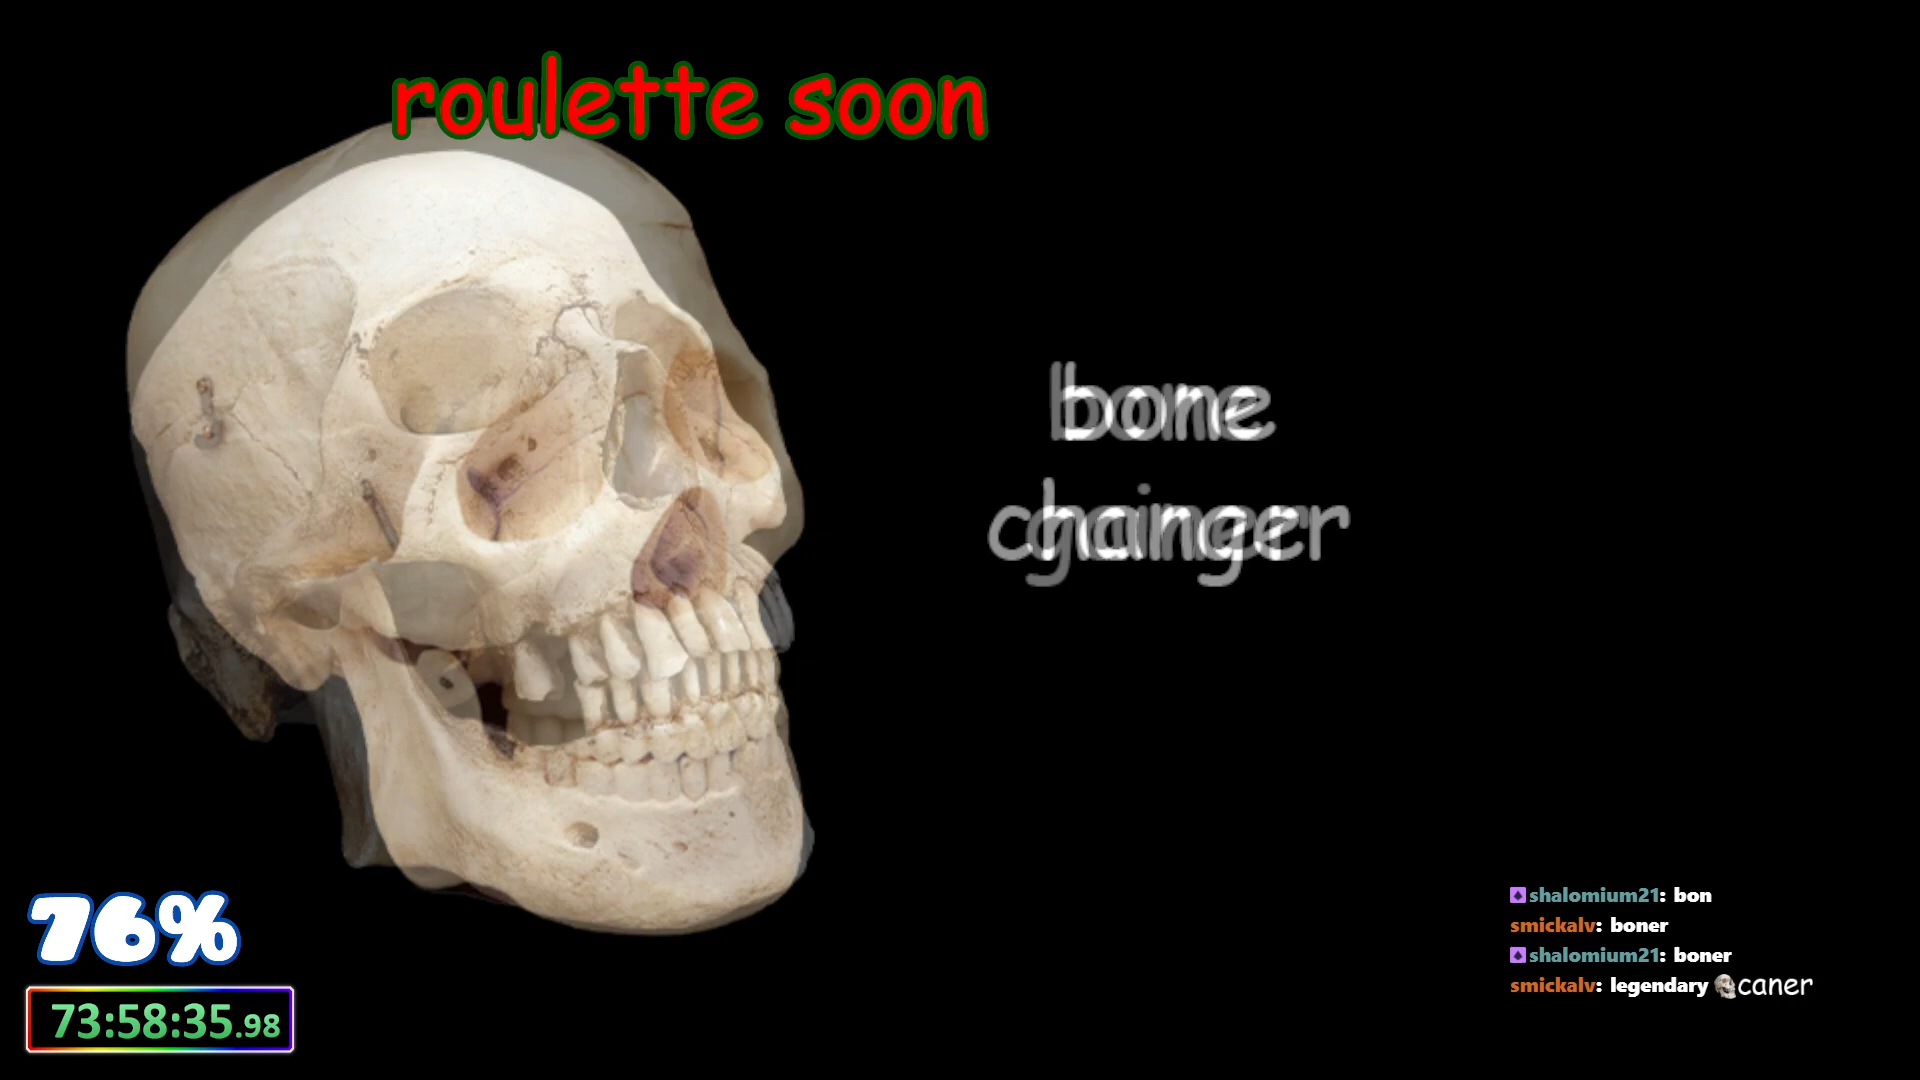 roulette soon
bone
76%
73:58:35.98
shalomium21: bon
smickalv: boner
shalomium21: boner
smickalv: legendary caner